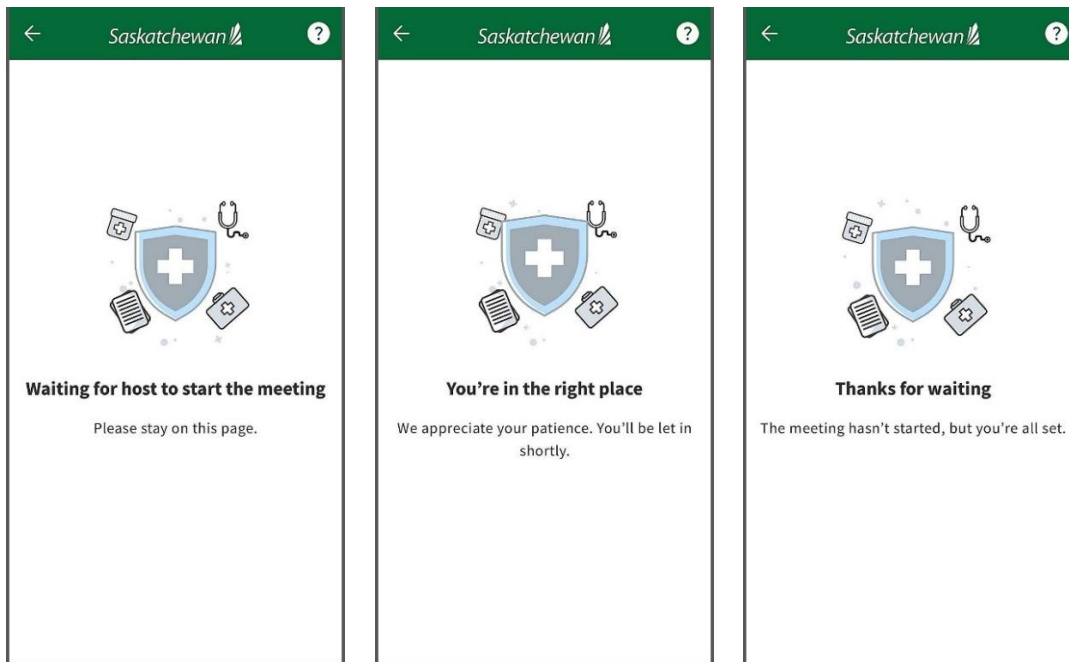 Saskatchewan
?
Waiting for host to start the meeting
Please stay on this page.
Saskatchewan
?
You're in the right place
We appreciate your patience. You'll be let in
shortly.
Saskatchewan
?
Thanks for waiting
The meeting hasn't started, but you're all set.